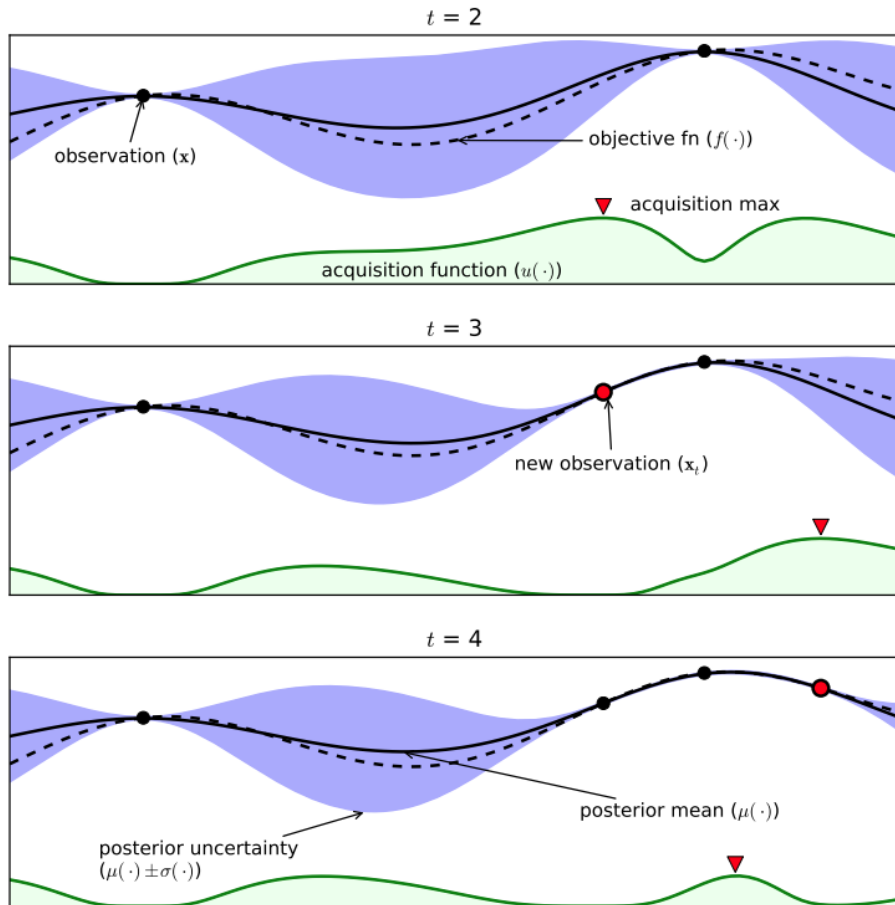 t = 2
observation (x)
objective fn (f(·))
acquisition max
acquisition function (u(·))
t = 3
new observation (xₜ)
t = 4
posterior mean (μ(·))
posterior uncertainty
(μ(·) ±σ(·))